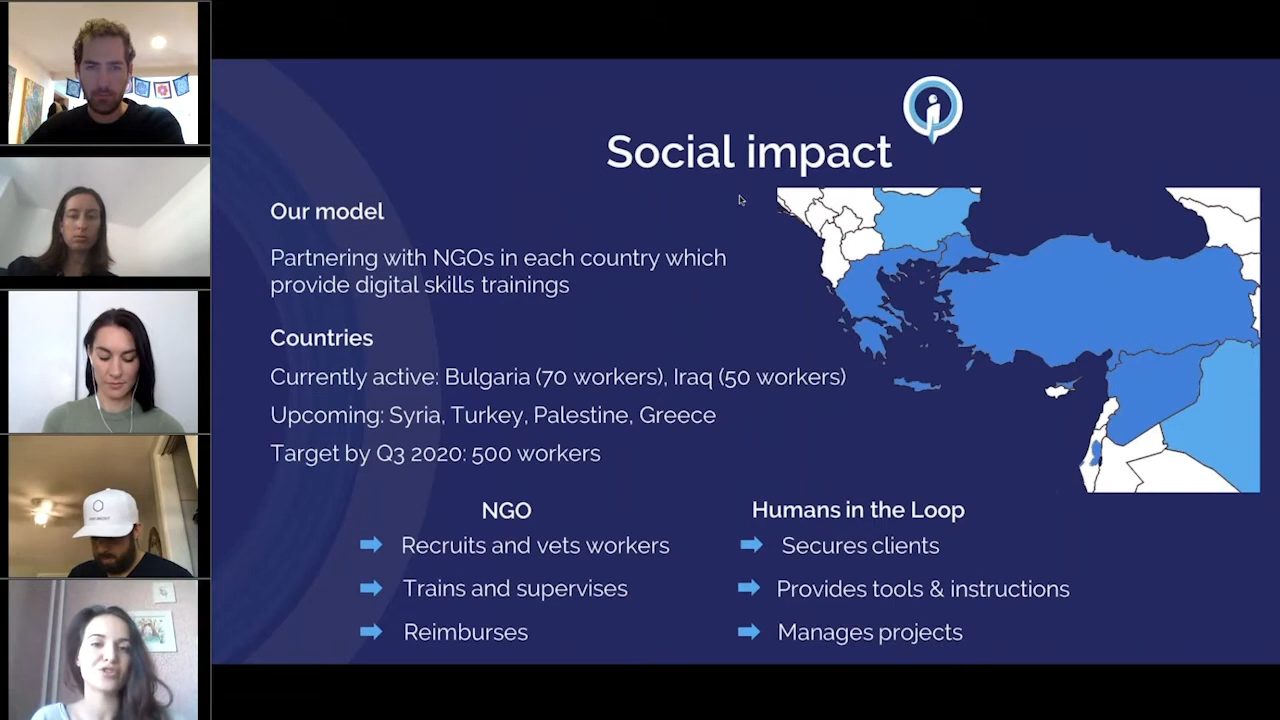 Social impact
Our model
Partnering with NGOs in each country which
provide digital skills trainings
Countries
Currently active: Bulgaria (70 workers), Iraq (50 workers)
Upcoming: Syria, Turkey, Palestine, Greece
Target by Q3 2020: 500 workers
NGO
Recruits and vets workers
Trains and supervises
Reimburses
Humans in the Loop
Secures clients
Provides tools & instructions
Manages projects